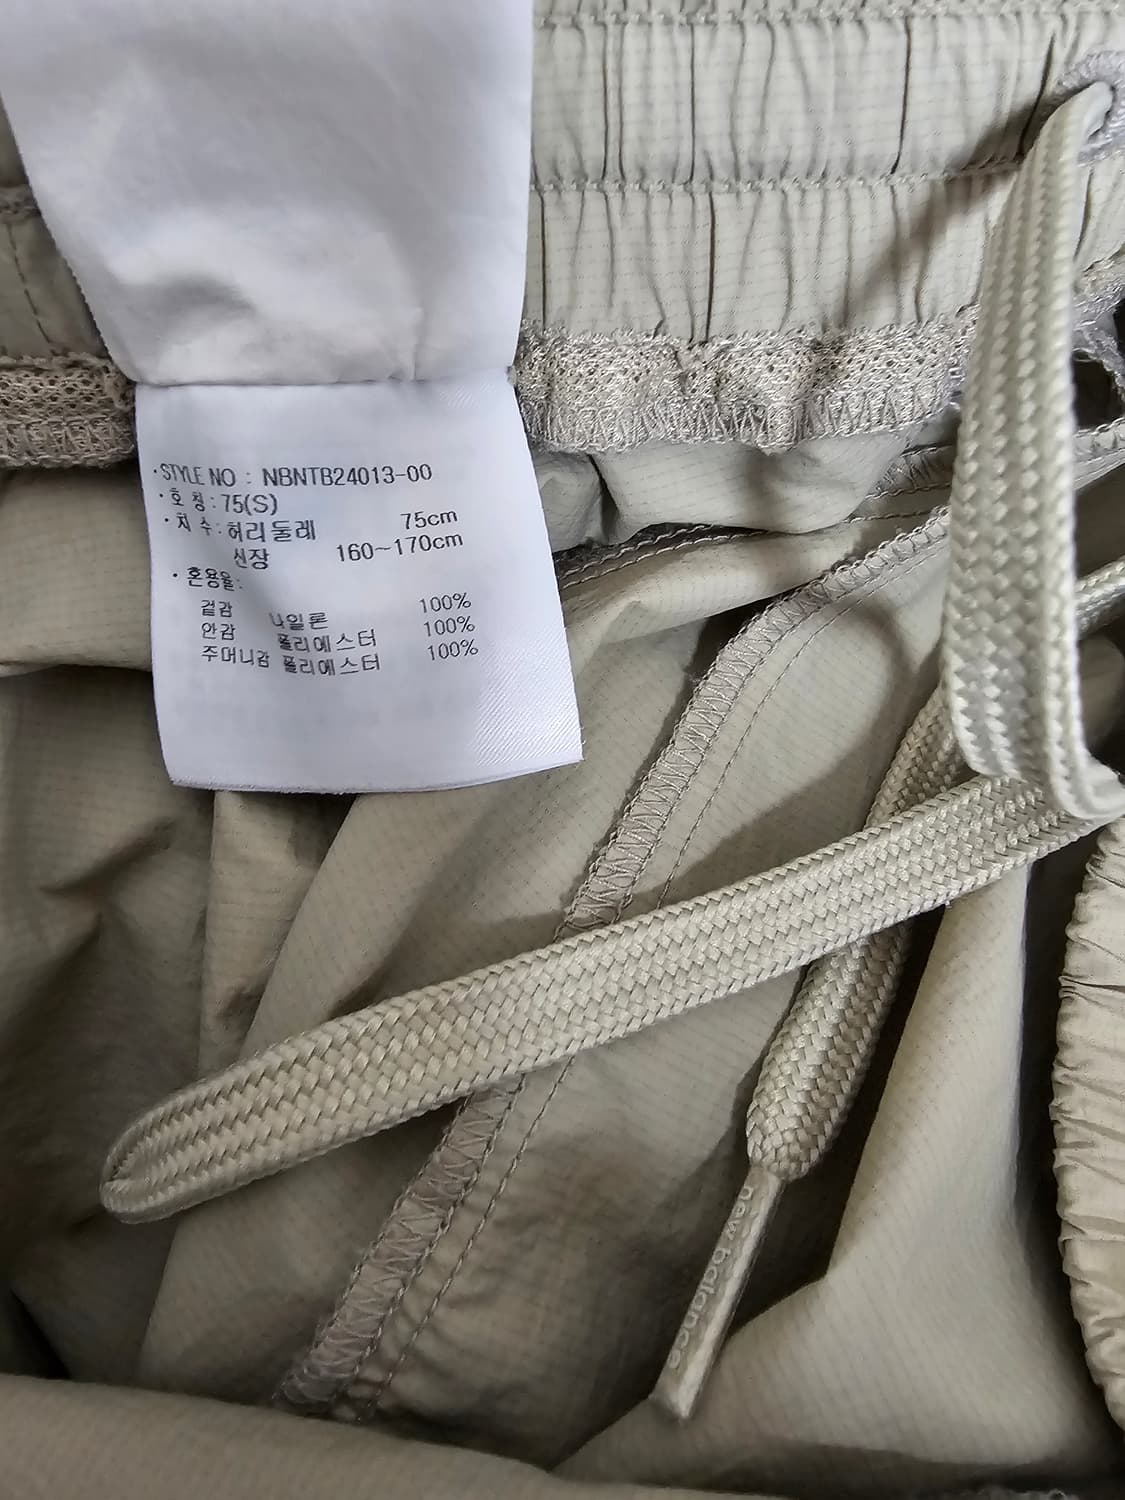 ·STYLE NO : NBNTB24013-00
·호 칭 : 75(S)
·치 수 : 허리둘레 75cm
신장 160~170cm
·혼용율:
겉감 나일론 100%
안감 폴리에스터 100%
주머니감 폴리에스터 100%
new balance